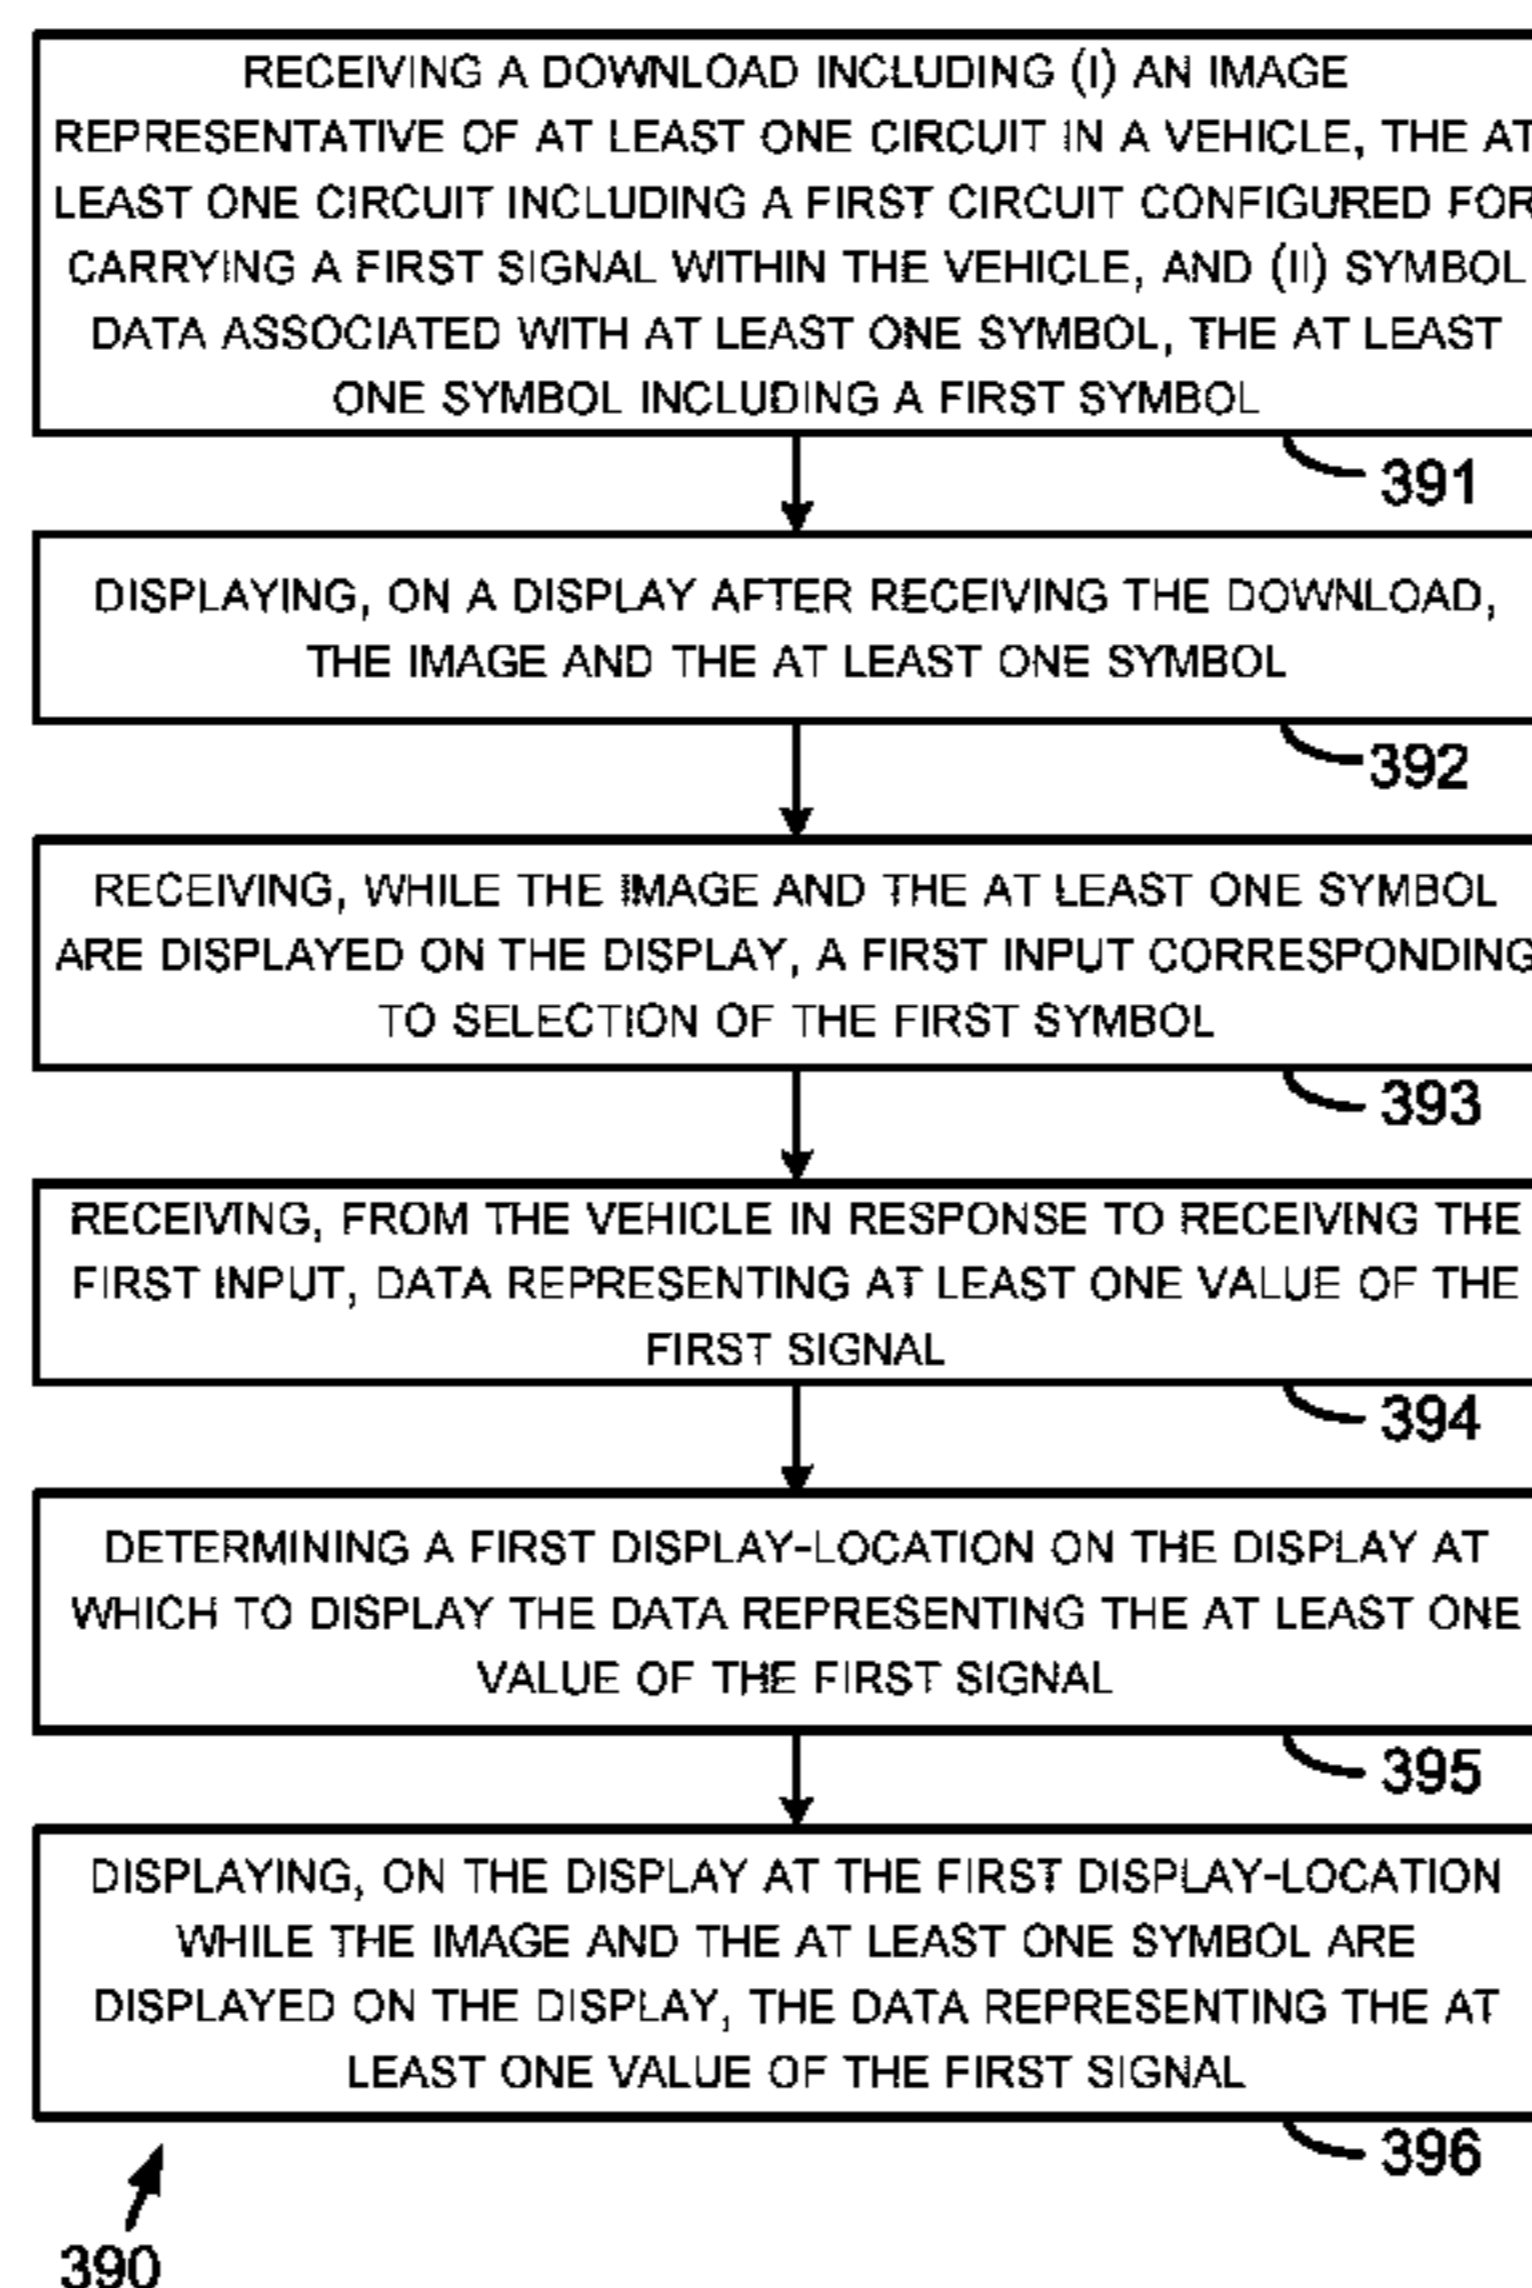 RECEIVING A DOWNLOAD INCLUDING (I) AN IMAGE
REPRESENTATIVE OF AT LEAST ONE CIRCUIT IN A VEHICLE, THE AT
LEAST ONE CIRCUIT INCLUDING A FIRST CIRCUIT CONFIGURED FOR
CARRYING A FIRST SIGNAL WITHIN THE VEHICLE, AND (II) SYMBOL
DATA ASSOCIATED WITH AT LEAST ONE SYMBOL, THE AT LEAST
ONE SYMBOL INCLUDING A FIRST SYMBOL
391
DISPLAYING, ON A DISPLAY AFTER RECEIVING THE DOWNLOAD,
THE IMAGE AND THE AT LEAST ONE SYMBOL
392
RECEIVING, WHILE THE IMAGE AND THE AT LEAST ONE SYMBOL
ARE DISPLAYED ON THE DISPLAY, A FIRST INPUT CORRESPONDING
TO SELECTION OF THE FIRST SYMBOL
393
RECEIVING, FROM THE VEHICLE IN RESPONSE TO RECEIVING THE
FIRST INPUT, DATA REPRESENTING AT LEAST ONE VALUE OF THE
FIRST SIGNAL
394
DETERMINING A FIRST DISPLAY-LOCATION ON THE DISPLAY AT
WHICH TO DISPLAY THE DATA REPRESENTING THE AT LEAST ONE
VALUE OF THE FIRST SIGNAL
395
DISPLAYING, ON THE DISPLAY AT THE FIRST DISPLAY-LOCATION
WHILE THE IMAGE AND THE AT LEAST ONE SYMBOL ARE
DISPLAYED ON THE DISPLAY, THE DATA REPRESENTING THE AT
LEAST ONE VALUE OF THE FIRST SIGNAL
396
390